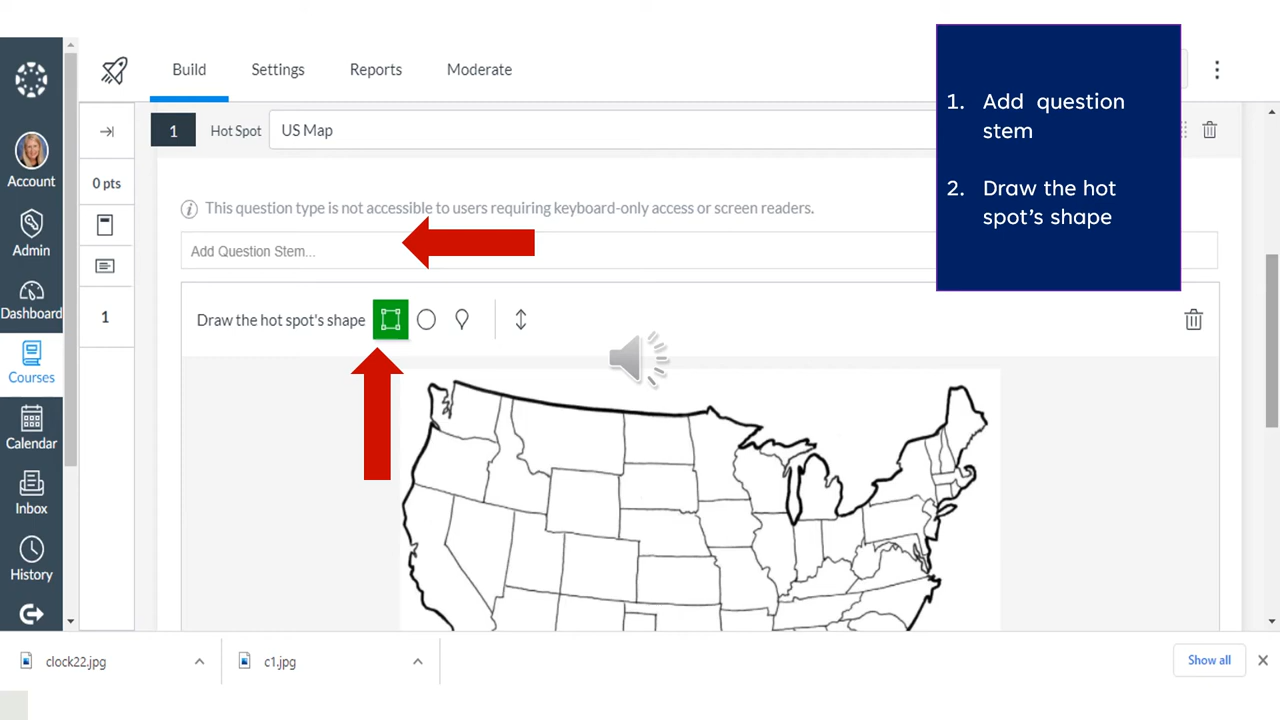 Build
Settings
Reports
Moderate
1. Add question
stem
2. Draw the hot
spot's shape
1
Hot Spot
US Map
Account
0 pts
This question type is not accessible to users requiring keyboard-only access or screen readers.
Admin
Add Question Stem...
Dashboard
1
Draw the hot spot's shape
Courses
Calendar
Inbox
History
clock22.jpg
c1.jpg
Show all